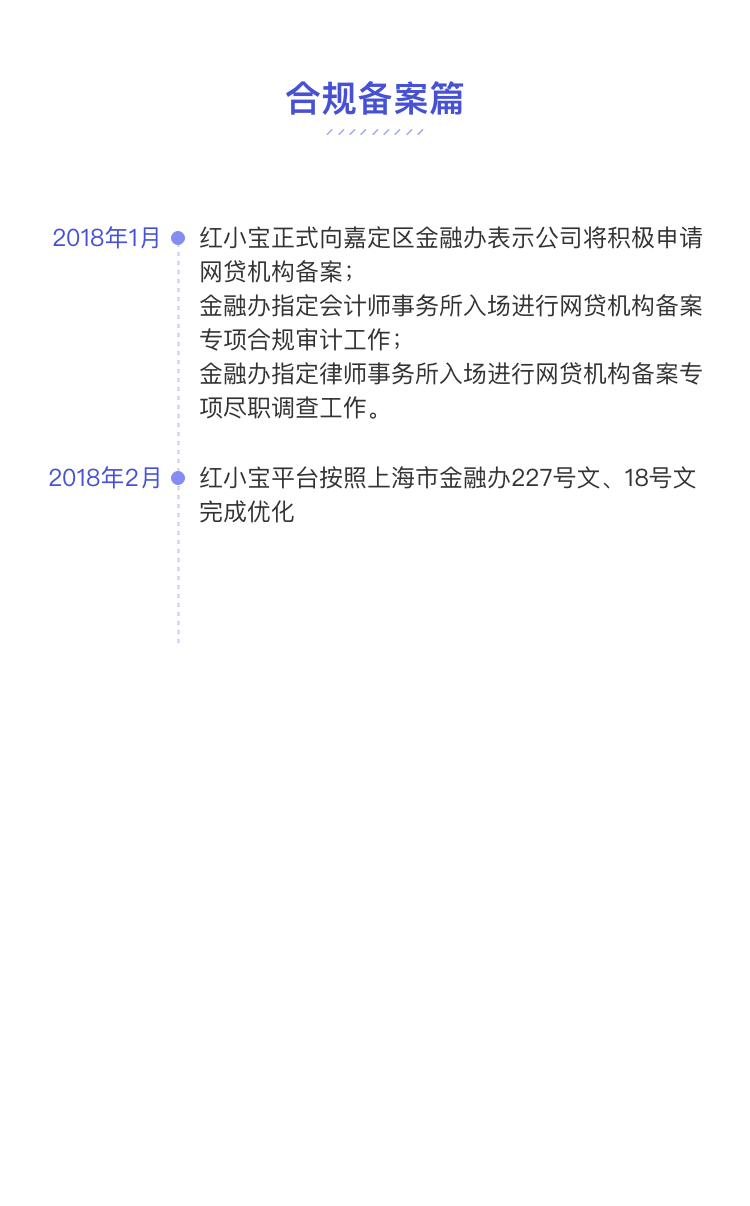 合规备案篇
2018年1月
红小宝正式向嘉定区金融办表示公司将积极申请
网贷机构备案；
金融办指定会计师事务所入场进行网贷机构备案
专项合规审计工作；
金融办指定律师事务所入场进行网贷机构备案专
项尽职调查工作。
2018年2月
红小宝平台按照上海市金融办227号文、18号文
完成优化